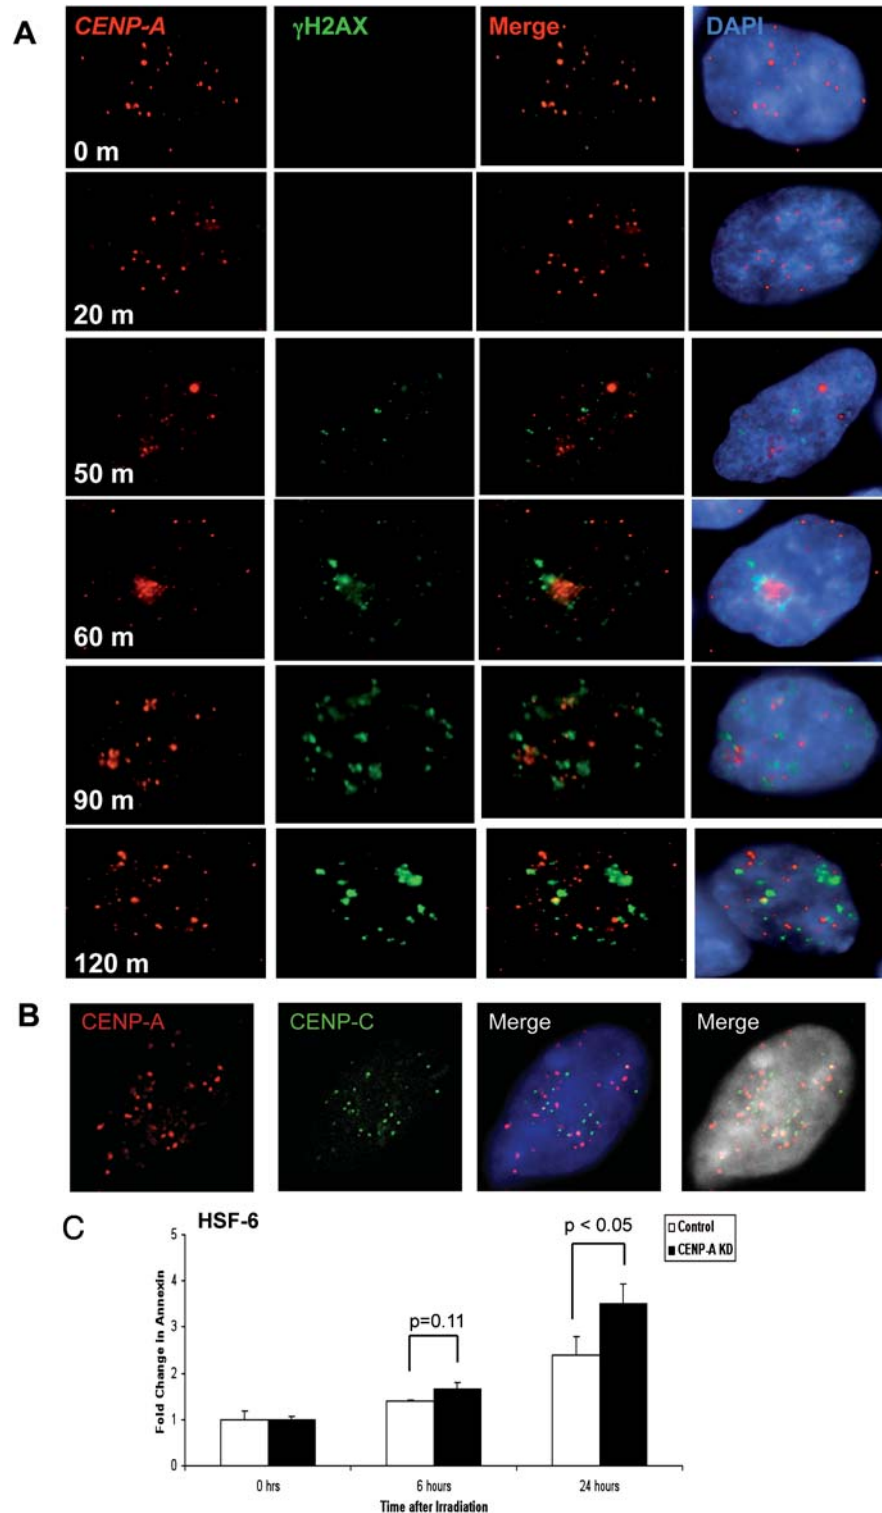 A
CENP-A γH2AX Merge DAPI
0 m
20 m
50 m
60 m
90 m
120 m
B
CENP-A CENP-C Merge Merge
C
HSF-6
Control
CENP-A KD
p < 0.05
p=0.11
Fold Change in Annexin
5
4
3
2
1
0
0 hrs 6 hours 24 hours
Time after Irradiation